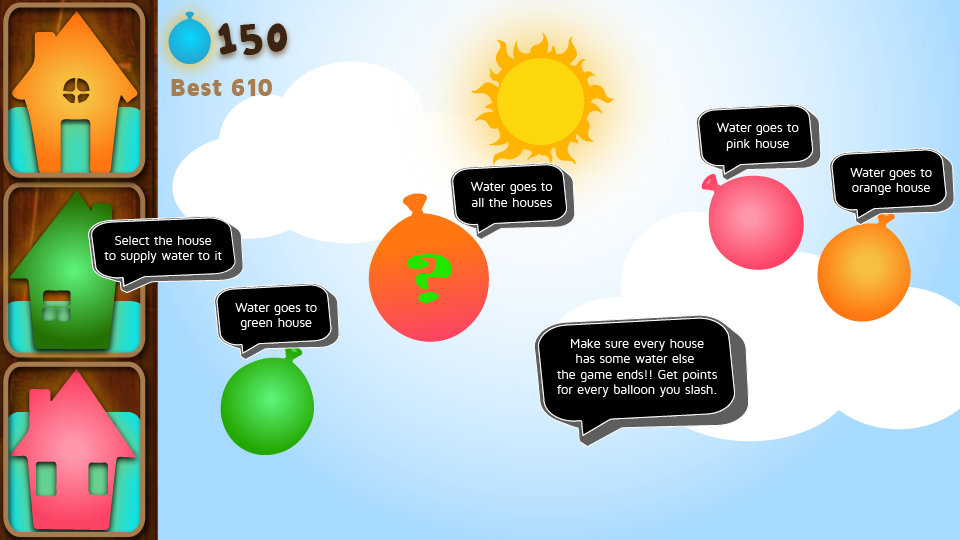 150
Best 610
Water goes to
pink house
Water goes to
orange house
Water goes to
all the houses
?
Select the house
to supply water to it
Water goes to
green house
Make sure every house
has some water else
the game ends!! Get points
for every balloon you slash.